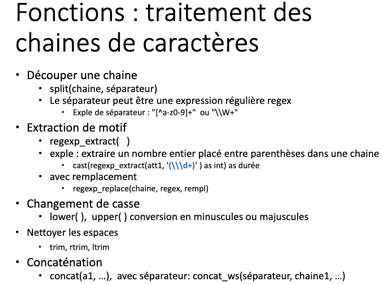 Fonctions : traitement des
chaines de caractères
• Découper une chaine
• split(chaine, séparateur)
• Le séparateur peut être une expression régulière regex
• Exple de séparateur : "[^a-z0-9]+" ou "\\W+"
• Extraction de motif
• regexp_extract( )
• exple : extraire un nombre entier placé entre parenthèses dans une chaine
• cast(regexp_extract(att1, '(\\\d+)' ) as int) as durée
• avec remplacement
• regexp_replace(chaine, regex, rempl)
• Changement de casse
• lower( ), upper( ) conversion en minuscules ou majuscules
• Nettoyer les espaces
• trim, rtrim, ltrim
• Concaténation
• concat(a1, …), avec séparateur: concat_ws(séparateur, chaine1, …)